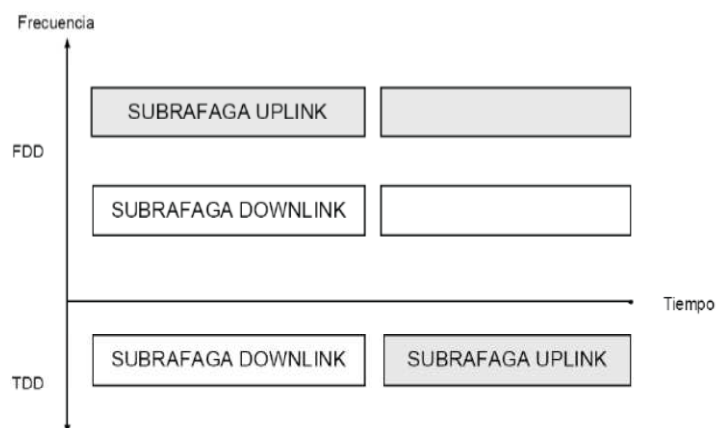 Frecuencia
SUBRAFAGA UPLINK
FDD
SUBRAFAGA DOWNLINK
Tiempo
SUBRAFAGA DOWNLINK
SUBRAFAGA UPLINK
TDD